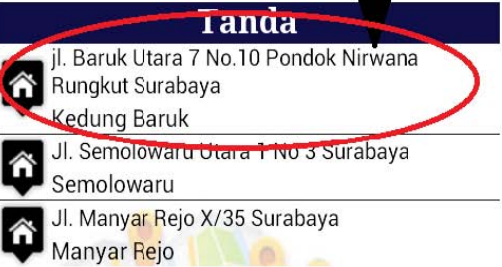 Tanda
jl. Baruk Utara 7 No.10 Pondok Nirwana
Rungkut Surabaya
Kedung Baruk
Jl. Semolowaru Utara 1 No 3 Surabaya
Semolowaru
Jl. Manyar Rejo X/35 Surabaya
Manyar Rejo